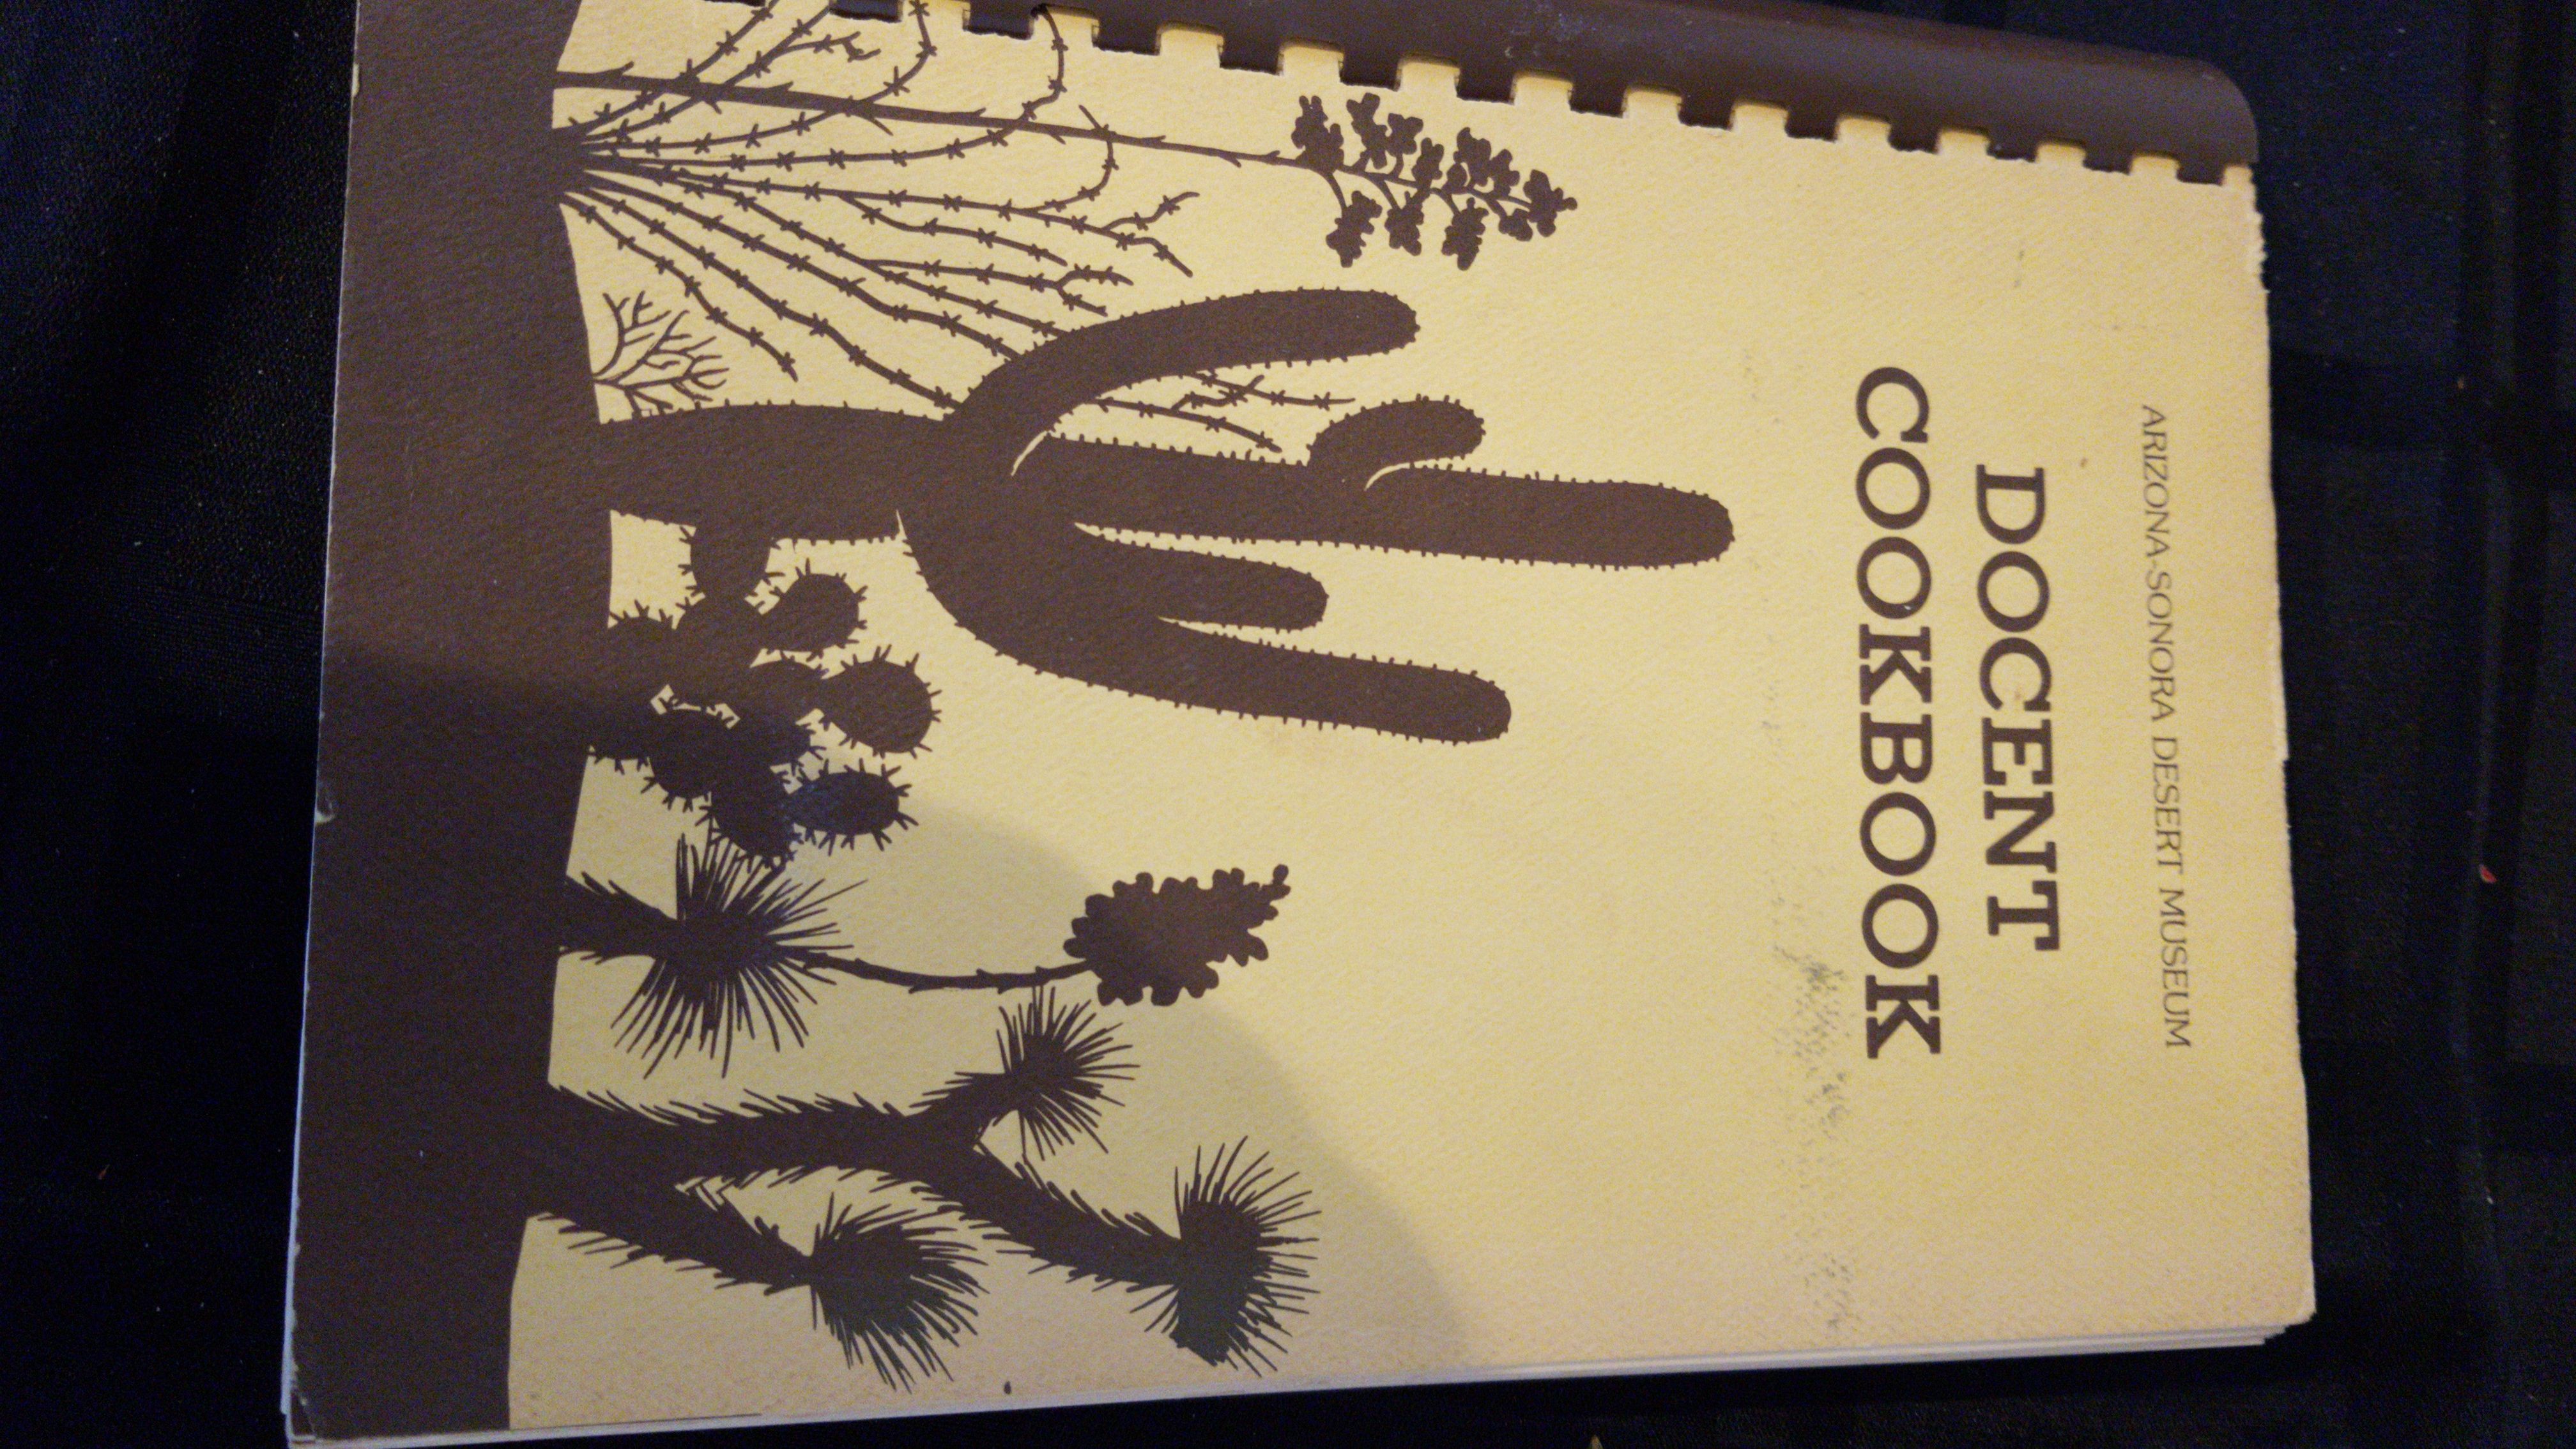 ARIZONA-SONORA DESERT MUSEUM
DOCENT
COOKBOOK